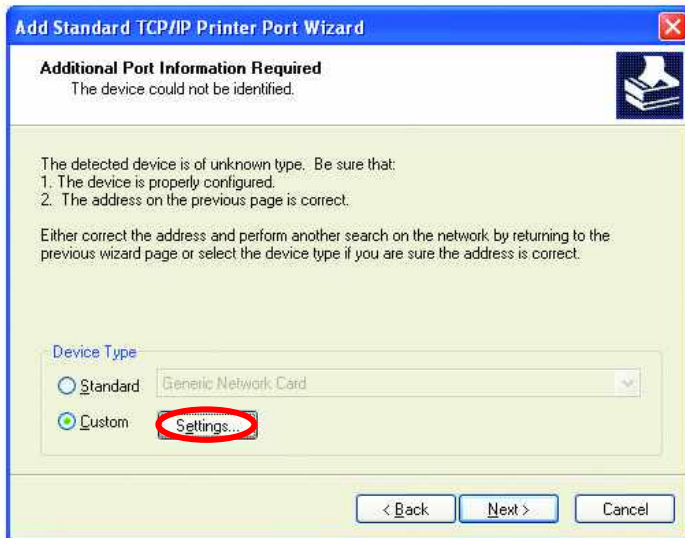 Add Standard TCP/IP Printer Port Wizard
Additional Port Information Required
The device could not be identified.
The detected device is of unknown type. Be sure that:
1. The device is properly configured.
2. The address on the previous page is correct.
Either correct the address and perform another search on the network by returning to the
previous wizard page or select the device type if you are sure the address is correct.
Device Type
Standard Generic Network Card
Custom Settings...
< Back Next > Cancel